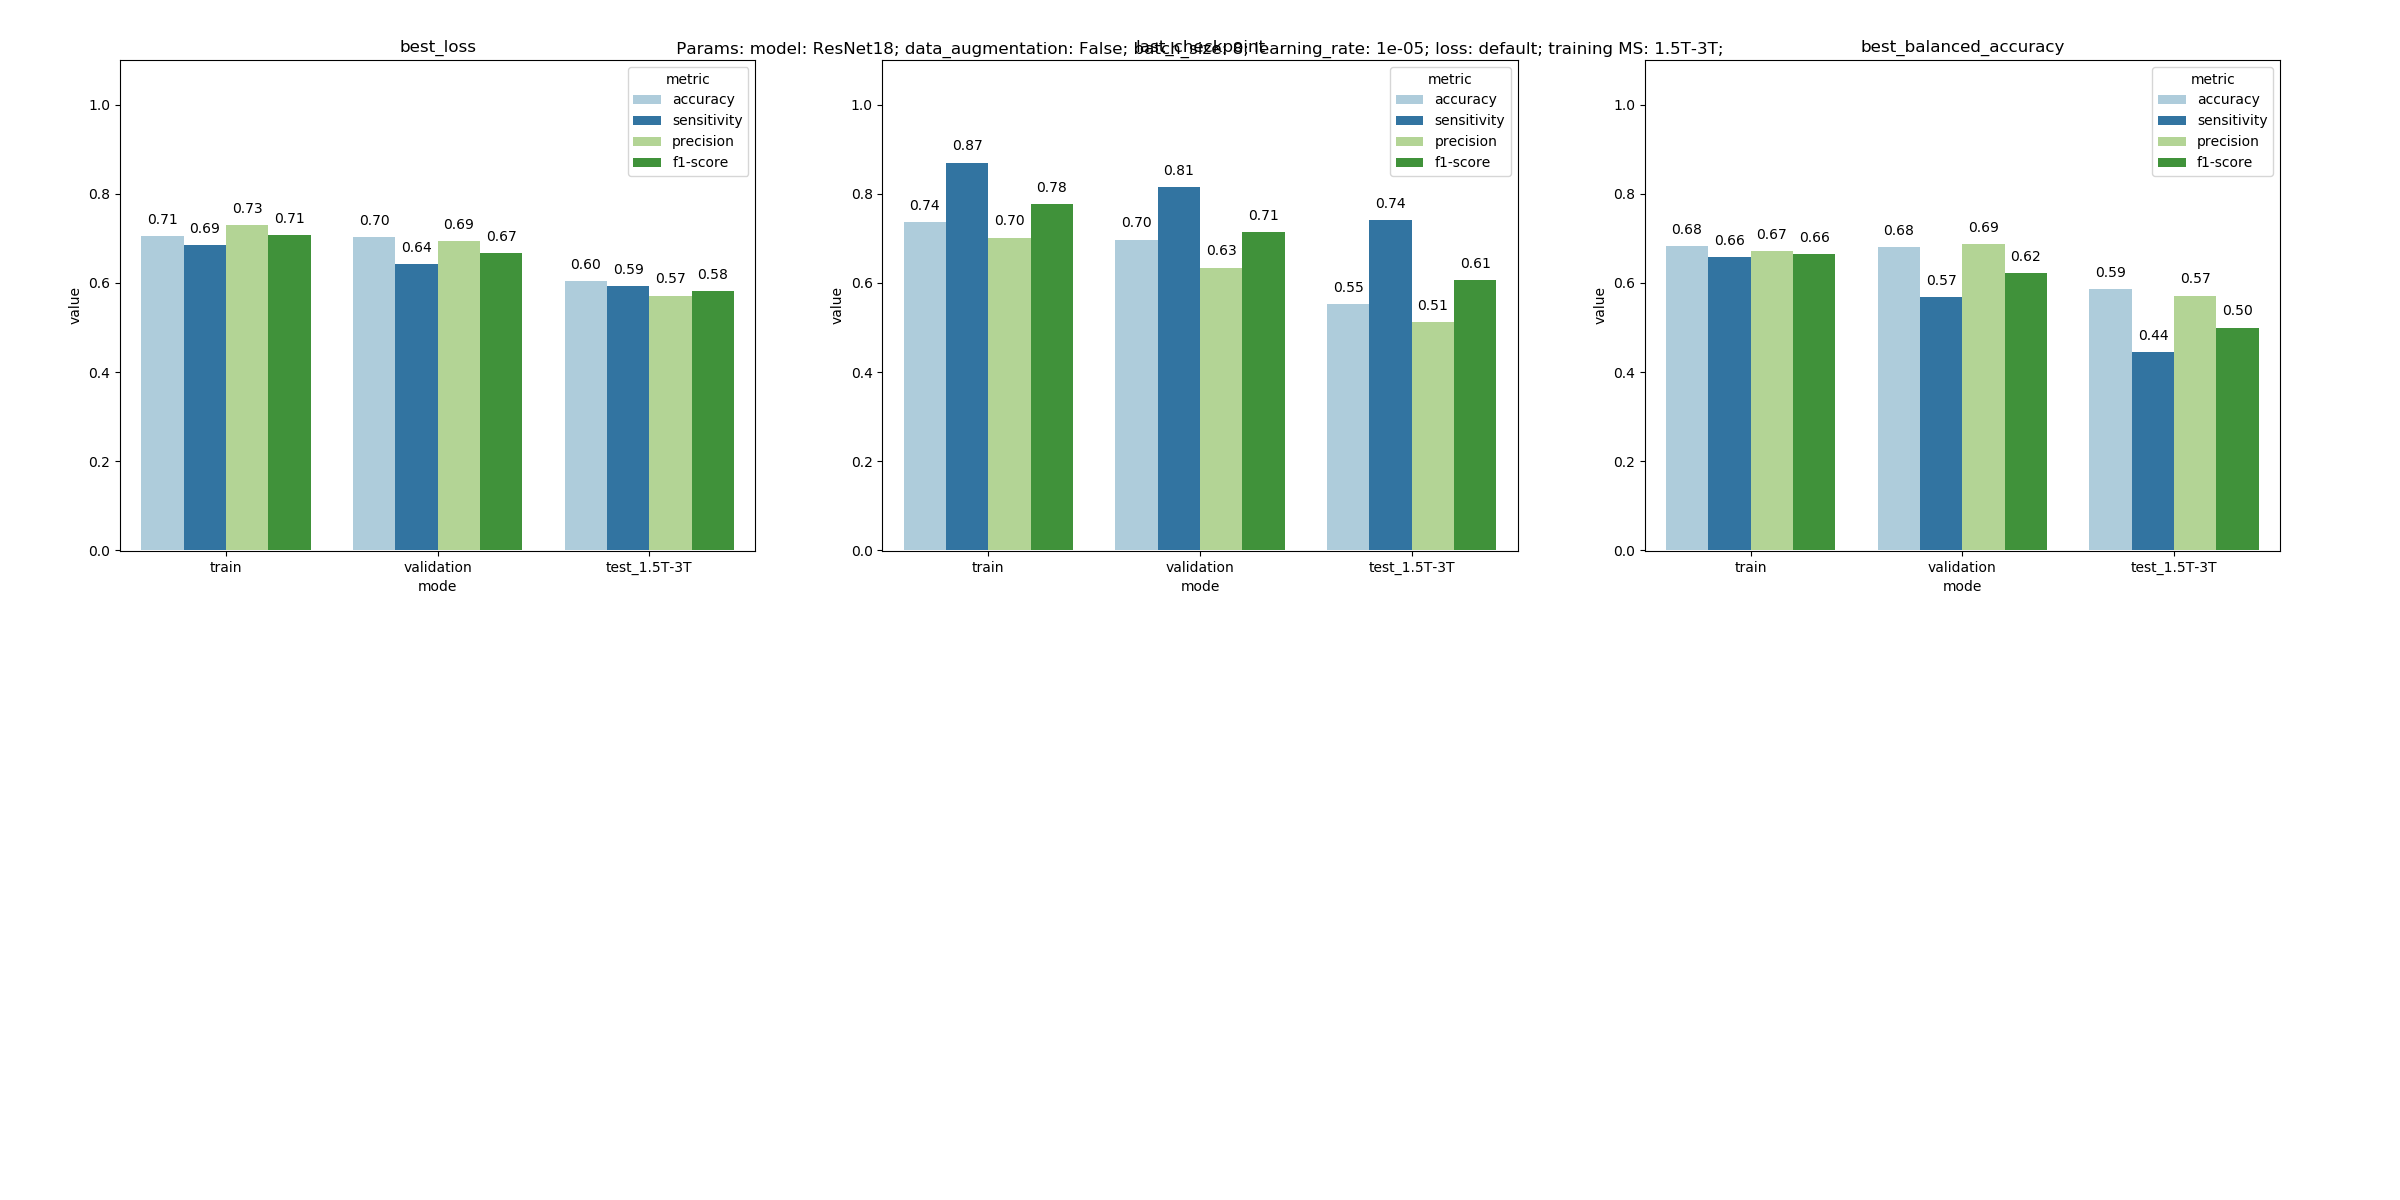 best_loss
Params: model: ResNet18; data_augmentation: False; batch_size: 8; learning_rate: 1e-05; loss: default; training MS: 1.5T-3T;
last_checkpoint
best_balanced_accuracy
metric
accuracy
sensitivity
precision
f1-score
1.0
0.8
0.6
0.4
0.2
0.0
value
0.71
0.69
0.73
0.71
0.70
0.64
0.69
0.67
0.60
0.59
0.57
0.58
train
validation
test_1.5T-3T
mode
metric
accuracy
sensitivity
precision
f1-score
1.0
0.8
0.6
0.4
0.2
0.0
value
0.74
0.87
0.70
0.78
0.70
0.81
0.63
0.71
0.55
0.74
0.51
0.61
train
validation
test_1.5T-3T
mode
metric
accuracy
sensitivity
precision
f1-score
1.0
0.8
0.6
0.4
0.2
0.0
value
0.68
0.66
0.67
0.66
0.68
0.57
0.69
0.62
0.59
0.44
0.57
0.50
train
validation
test_1.5T-3T
mode